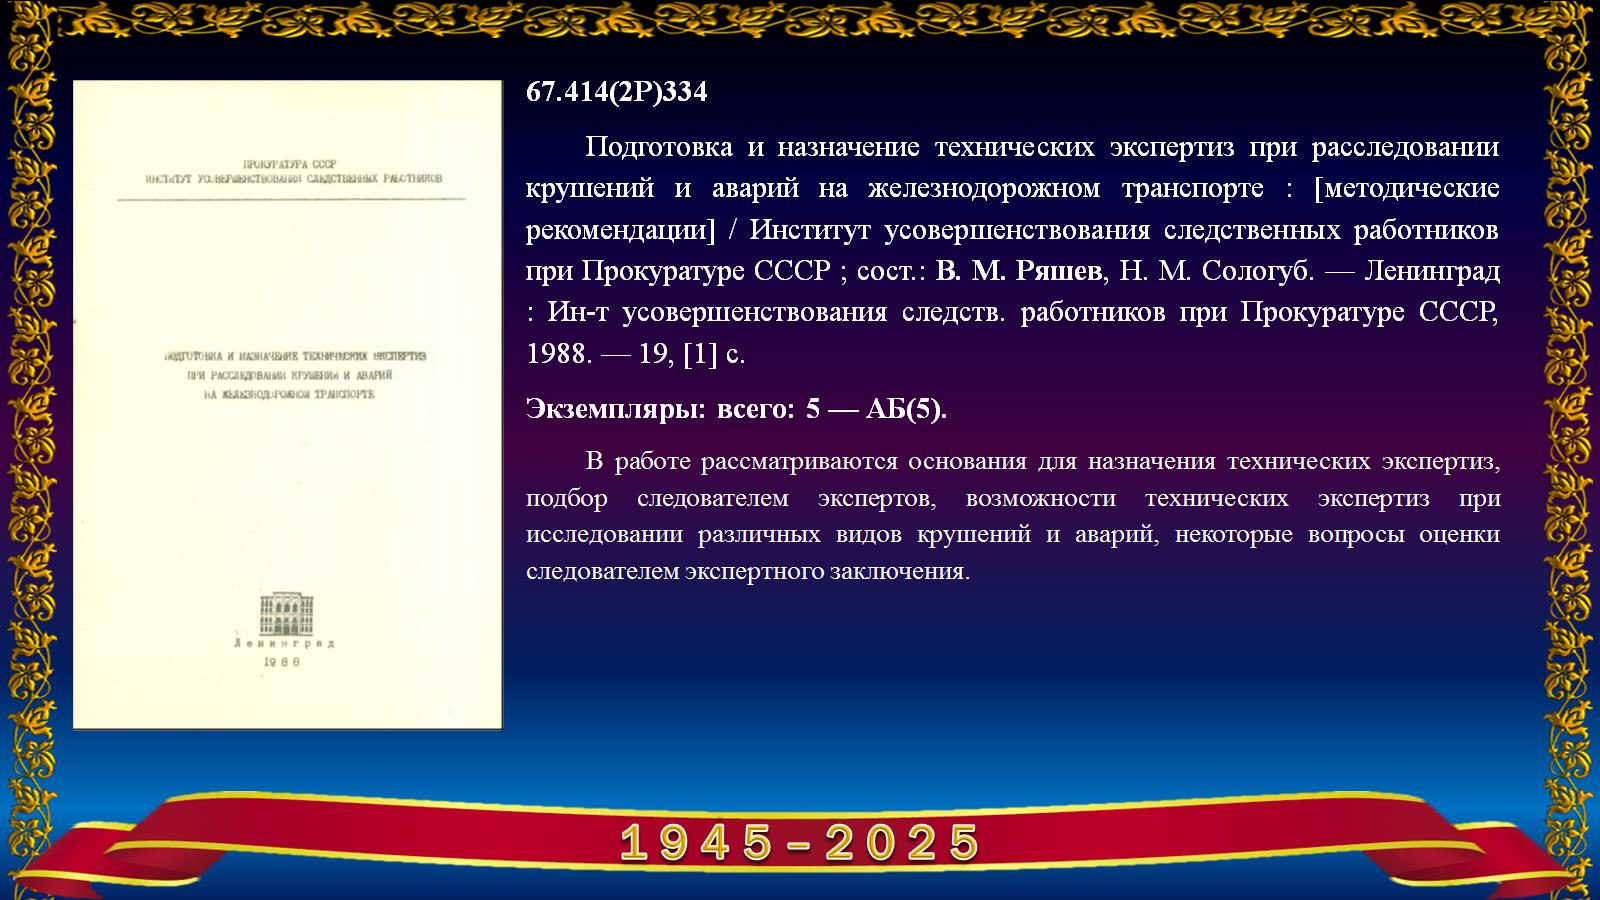 ПРОКУРАТУРА СССР
ИНСТИТУТ УСОВЕРШЕНСТВОВАНИЯ СЛЕДСТВЕННЫХ РАБОТНИКОВ
ПОДГОТОВКА И НАЗНАЧЕНИЕ ТЕХНИЧЕСКИХ ЭКСПЕРТИЗ
ПРИ РАССЛЕДОВАНИИ КРУШЕНИЙ И АВАРИЙ
НА ЖЕЛЕЗНОДОРОЖНОМ ТРАНСПОРТЕ
Ленинград
1988
67.414(2Р)334
Подготовка и назначение технических экспертиз при расследовании
крушений и аварий на железнодорожном транспорте : [методические
рекомендации] / Институт усовершенствования следственных работников
при Прокуратуре СССР ; сост.: В. М. Ряшев, Н. М. Сологуб. — Ленинград
: Ин-т усовершенствования следств. работников при Прокуратуре СССР,
1988. — 19, [1] с.
Экземпляры: всего: 5 — АБ(5).
В работе рассматриваются основания для назначения технических экспертиз,
подбор следователем экспертов, возможности технических экспертиз при
исследовании различных видов крушений и аварий, некоторые вопросы оценки
следователем экспертного заключения.
1945–2025